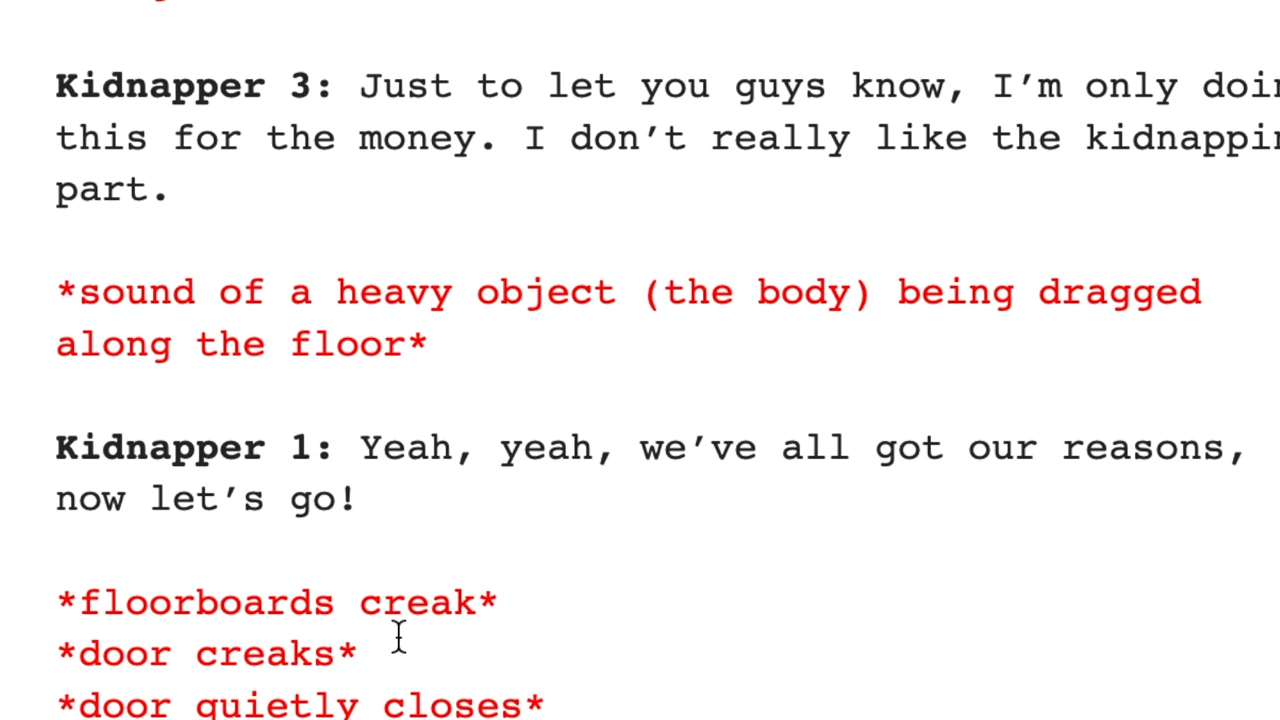 Kidnapper 3: Just to let you guys know, I’m only doin
this for the money. I don’t really like the kidnappin
part.
*sound of a heavy object (the body) being dragged
along the floor*
Kidnapper 1: Yeah, yeah, we’ve all got our reasons,
now let’s go!
*floorboards creak*
*door creaks*
*door quietly closes*